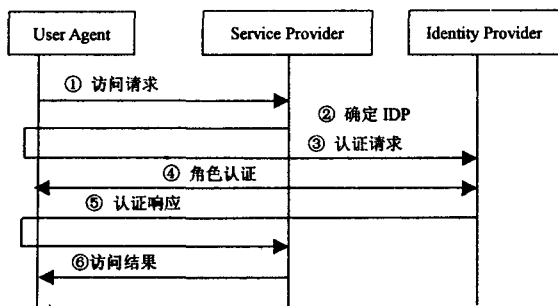 User Agent
Service Provider
Identity Provider
① 访问请求
② 确定 IDP
③ 认证请求
④ 角色认证
⑤ 认证响应
⑥访问结果